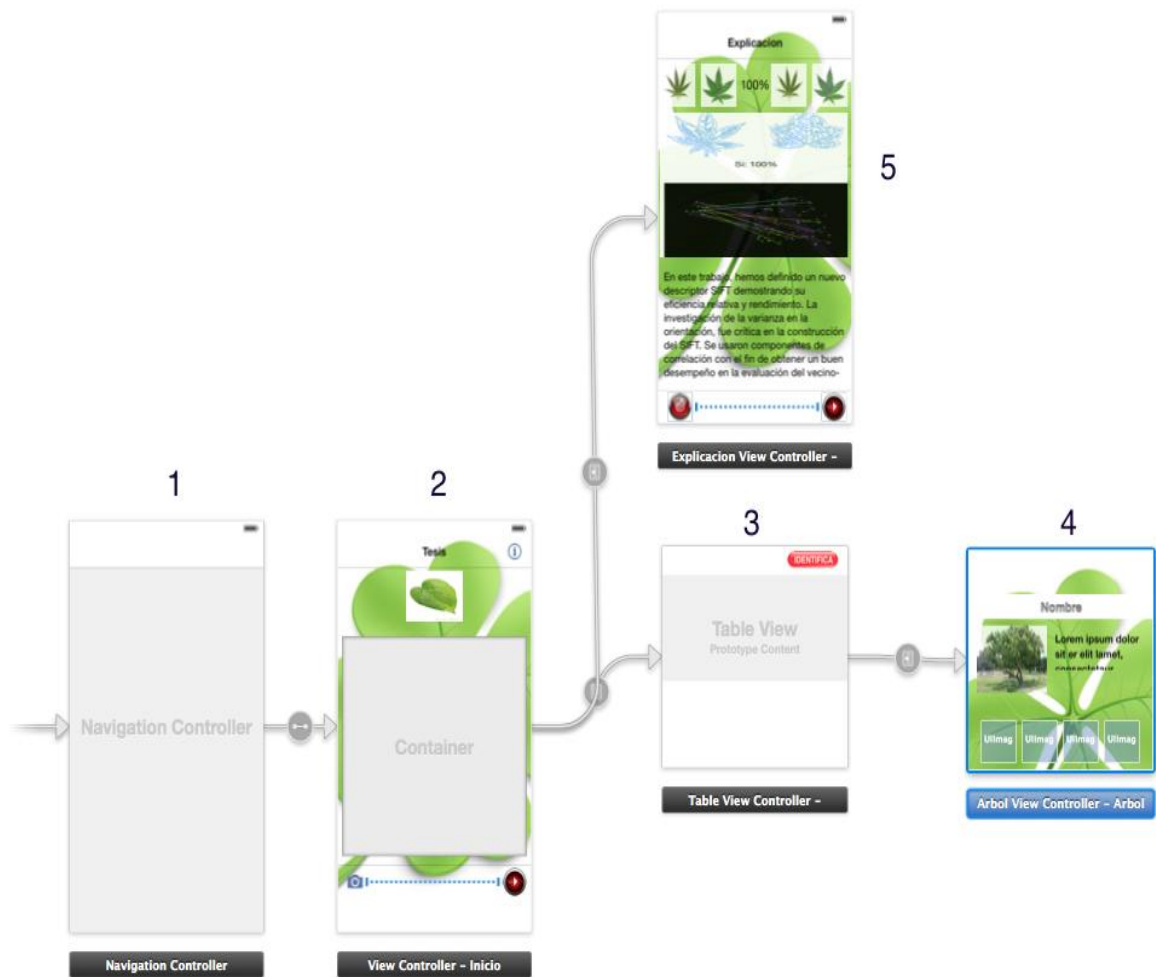 Explicacion
100%
5
Si: 100%
En este trabajo, hemos definido un nuevo
descriptor SIFT demostrando su
eficiencia relativa y rendimiento. La
investigación de la varianza en la
orientación, fue crítica en la construcción
del SIFT. Se usaron componentes de
correlación con el fin de obtener un buen
desempeño en la evaluación del vecino-
Explicacion View Controller -
1
2
3
4
Tesis
IDENTIFICA
Navigation Controller
Container
Table View
Prototype Content
Nombre
Lorem ipsum dolor
sit er elit lamet,
consectetur
UIImag UIImag UIImag UIImag
Table View Controller -
Arbol View Controller - Arbol
Navigation Controller
View Controller - Inicio